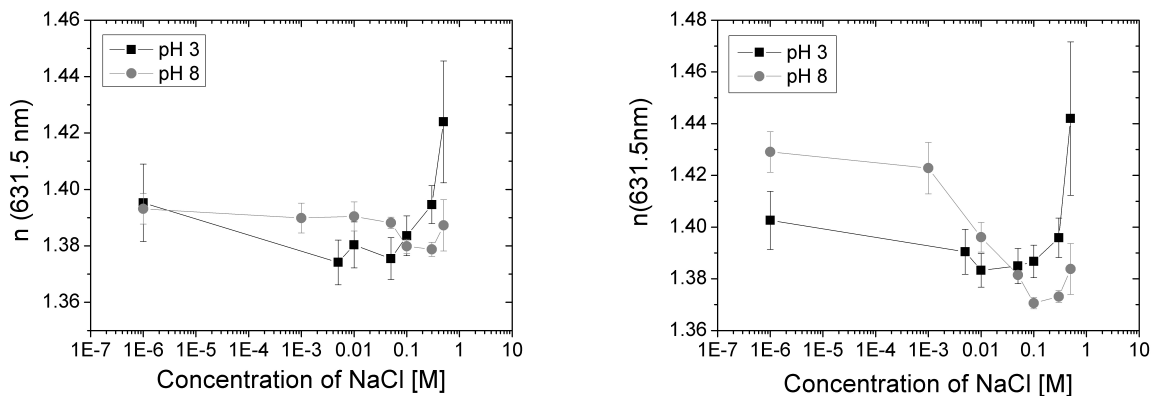 1.46
1.44
1.42
1.40
1.38
1.36
n (631.5 nm)
pH 3
pH 8
1E-7 1E-6 1E-5 1E-4 1E-3 0.01 0.1 1 10
Concentration of NaCl [M]
1.48
1.46
1.44
1.42
1.40
1.38
1.36
n(631.5nm)
pH 3
pH 8
1E-7 1E-6 1E-5 1E-4 1E-3 0.01 0.1 1 10
Concentration of NaCl [M]